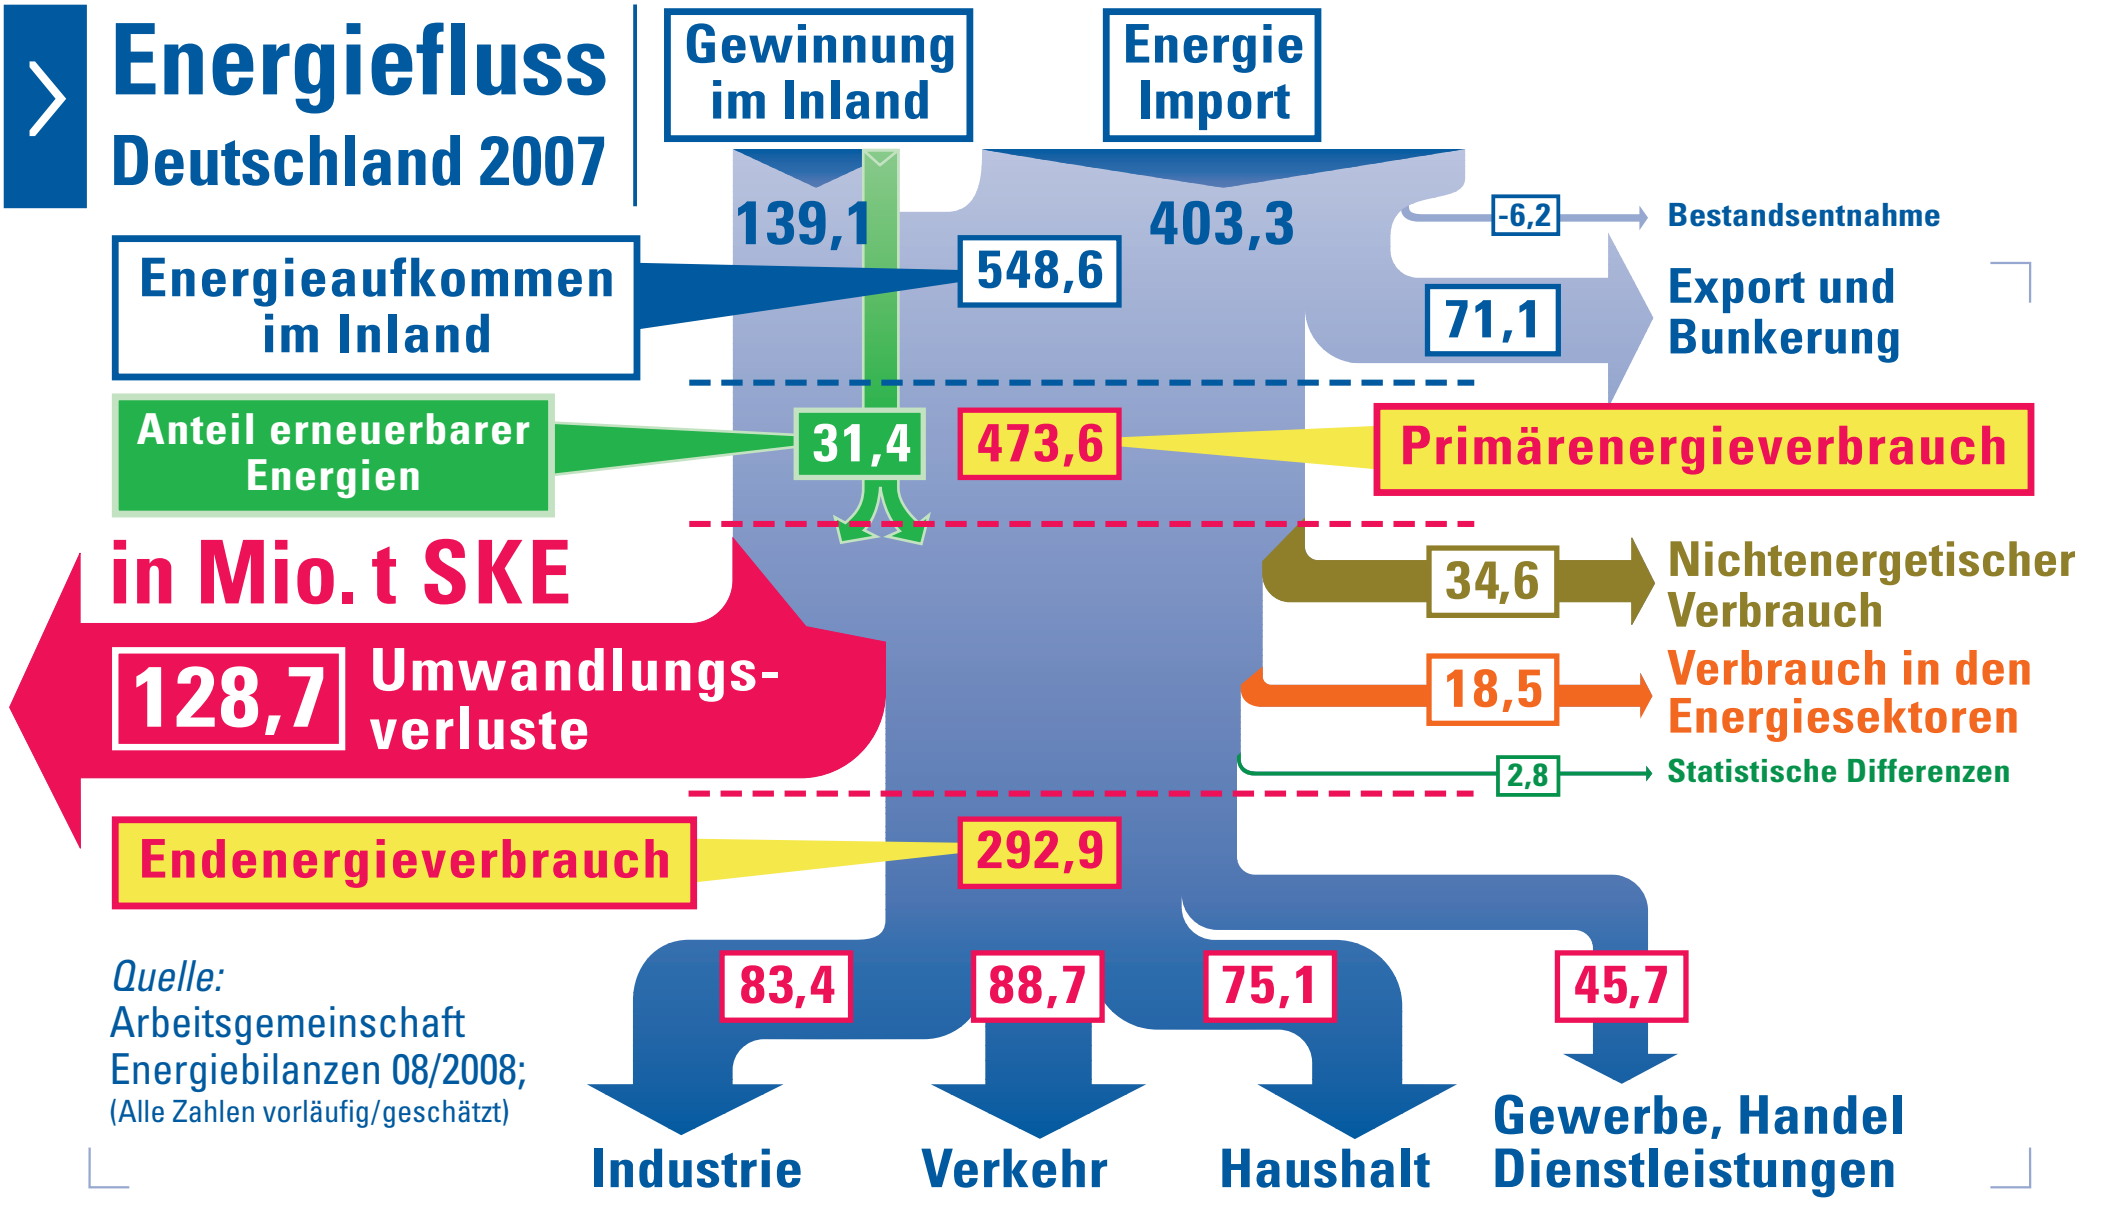 Energiefluss
Deutschland 2007
Gewinnung
im Inland
Energie
Import
139,1
403,3
-6,2
Bestandsentnahme
Energieaufkommen
im Inland
548,6
71,1
Export und
Bunkerung
Anteil erneuerbarer
Energien
31,4
473,6
Primärenergieverbrauch
in Mio. t SKE
34,6
Nichtenergetischer
Verbrauch
128,7
Umwandlungs-
verluste
18,5
Verbrauch in den
Energiesektoren
2,8
Statistische Differenzen
Endenergieverbrauch
292,9
Quelle:
Arbeitsgemeinschaft
Energiebilanzen 08/2008;
(Alle Zahlen vorläufig/geschätzt)
83,4
88,7
75,1
45,7
Industrie
Verkehr
Haushalt
Gewerbe, Handel
Dienstleistungen